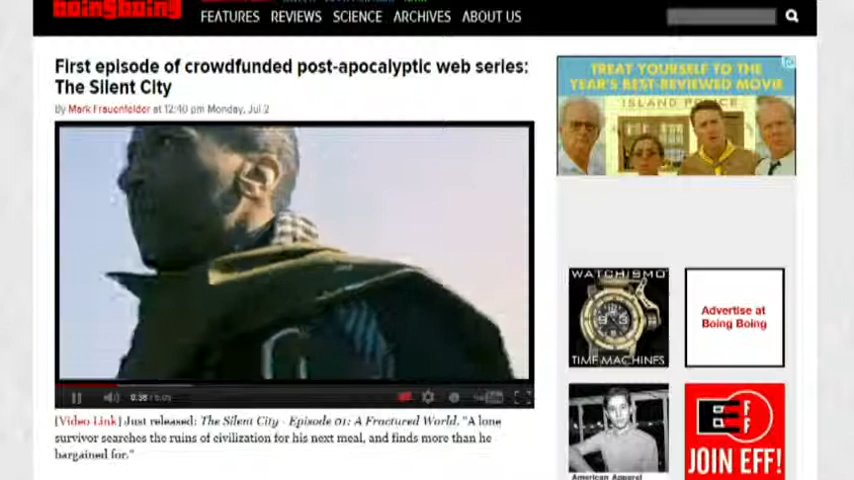 boingboing
FEATURES REVIEWS SCIENCE ARCHIVES ABOUT US
First episode of crowdfunded post-apocalyptic web series:
The Silent City
By Mark Frauenfelder at 12:40 pm Monday, Jul 2
TREAT YOURSELF TO THE
YEAR'S BEST-REVIEWED MOVIE
ISLAND POLICE
WATCHISMO
TIME MACHINES
Advertise at
Boing Boing
[Video Link] Just released: The Silent City - Episode 01: A Fractured World. "A lone
survivor searches the ruins of civilization for his next meal, and finds more than he
bargained for."
American Apparel
EFF
JOIN EFF!